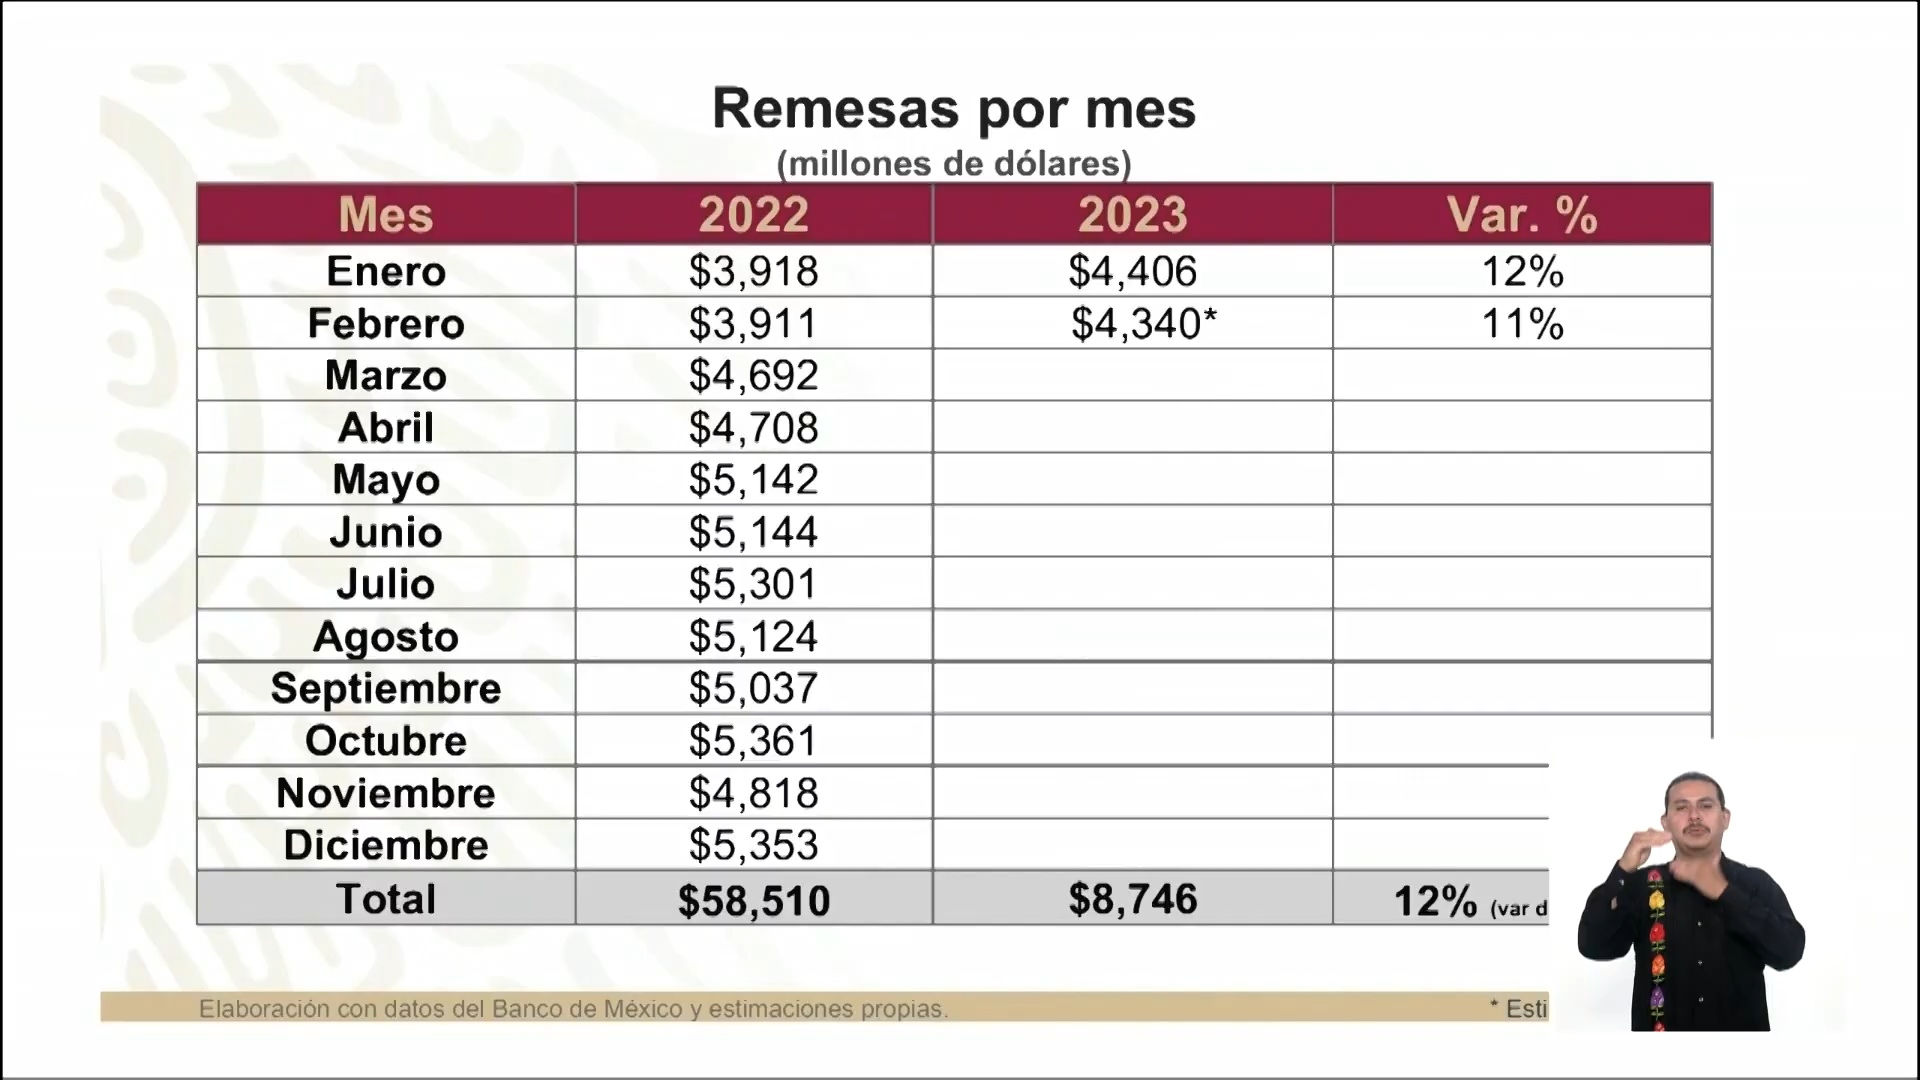 Remesas por mes
(millones de dólares)
Mes 2022 2023 Var. %
Enero $3,918 $4,406 12%
Febrero $3,911 $4,340* 11%
Marzo $4,692
Abril $4,708
Mayo $5,142
Junio $5,144
Julio $5,301
Agosto $5,124
Septiembre $5,037
Octubre $5,361
Noviembre $4,818
Diciembre $5,353
Total $58,510 $8,746 12% (var d
Elaboración con datos del Banco de México y estimaciones propias. * Esti